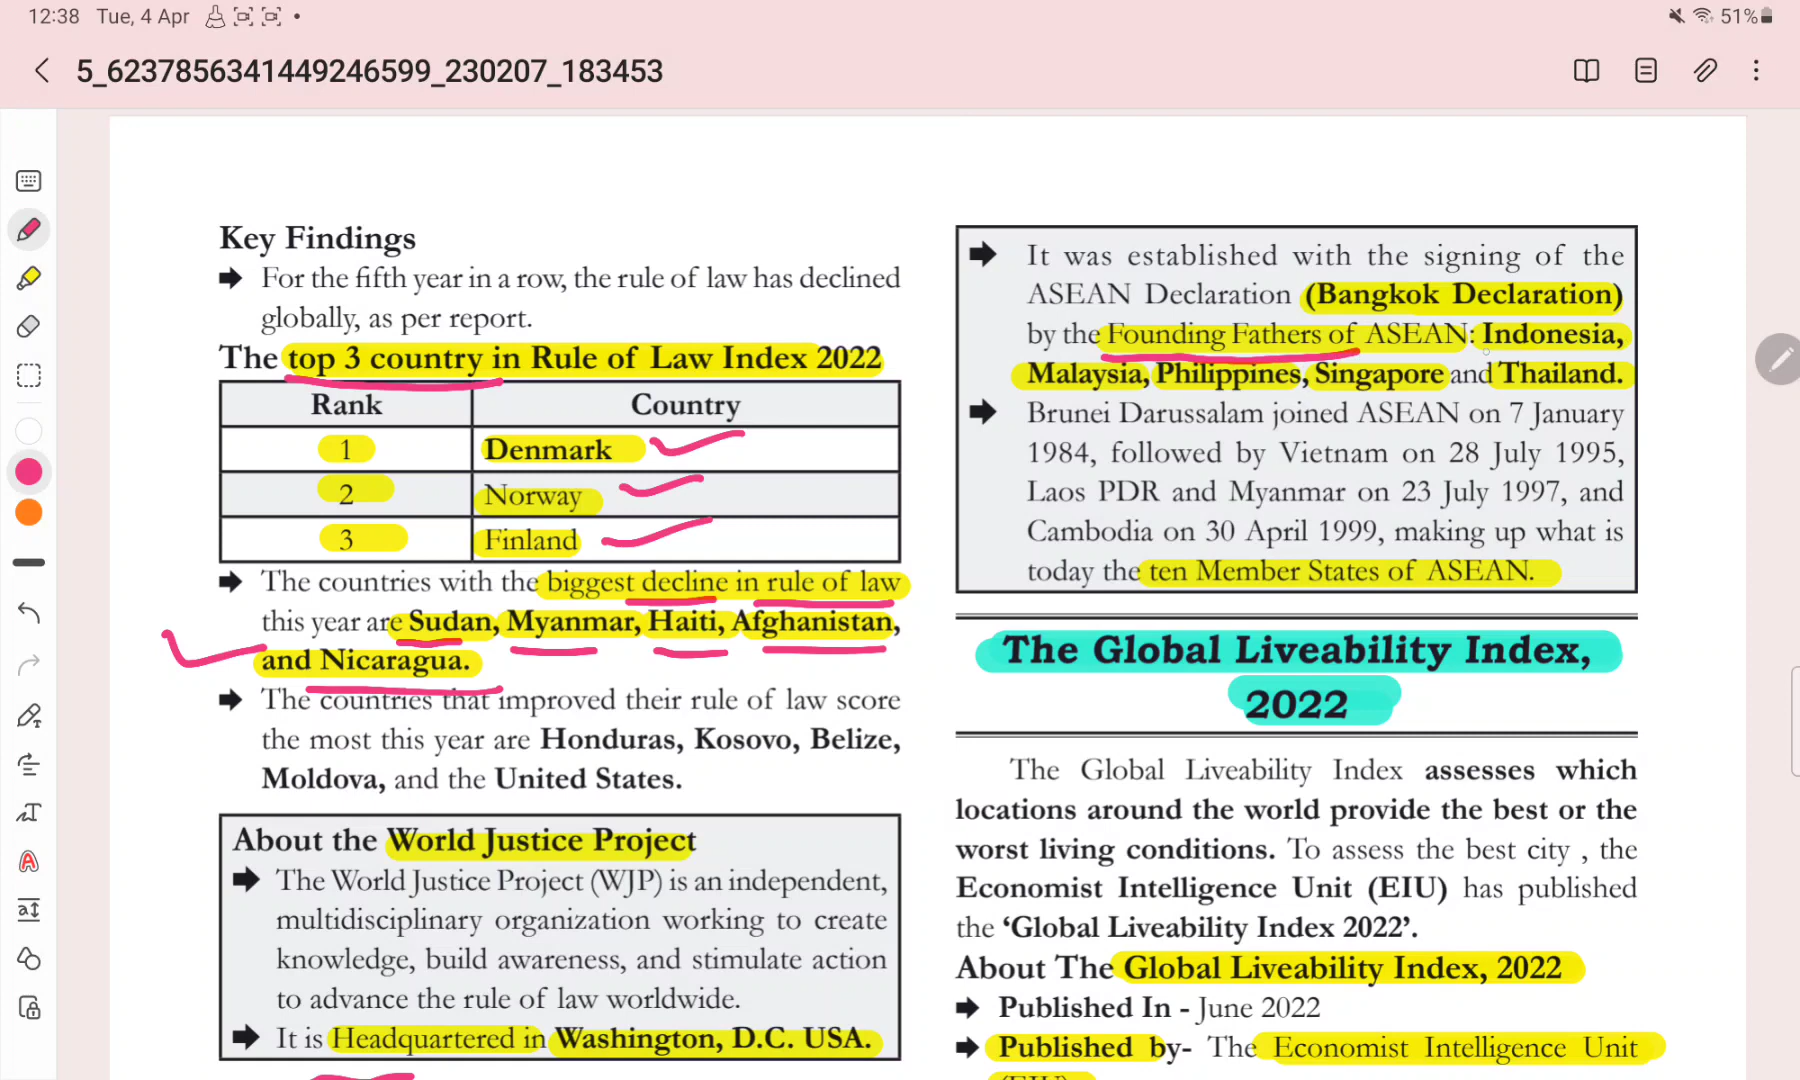 12:38 Tue, 4 Apr
51%
5_6237856341449246599_230207_183453
Key Findings
For the fifth year in a row, the rule of law has declined
globally, as per report.
The top 3 country in Rule of Law Index 2022
Rank Country
1 Denmark
2 Norway
3 Finland
The countries with the biggest decline in rule of law
this year are Sudan, Myanmar, Haiti, Afghanistan,
and Nicaragua.
The countries that improved their rule of law score
the most this year are Honduras, Kosovo, Belize,
Moldova, and the United States.
About the World Justice Project
The World Justice Project (WJP) is an independent,
multidisciplinary organization working to create
knowledge, build awareness, and stimulate action
to advance the rule of law worldwide.
It is Headquartered in Washington, D.C. USA.
It was established with the signing of the
ASEAN Declaration (Bangkok Declaration)
by the Founding Fathers of ASEAN: Indonesia,
Malaysia, Philippines, Singapore and Thailand.
Brunei Darussalam joined ASEAN on 7 January
1984, followed by Vietnam on 28 July 1995,
Laos PDR and Myanmar on 23 July 1997, and
Cambodia on 30 April 1999, making up what is
today the ten Member States of ASEAN.
The Global Liveability Index,
2022
The Global Liveability Index assesses which
locations around the world provide the best or the
worst living conditions. To assess the best city , the
Economist Intelligence Unit (EIU) has published
the ‘Global Liveability Index 2022’.
About The Global Liveability Index, 2022
Published In - June 2022
Published by- The Economist Intelligence Unit
(EIU)